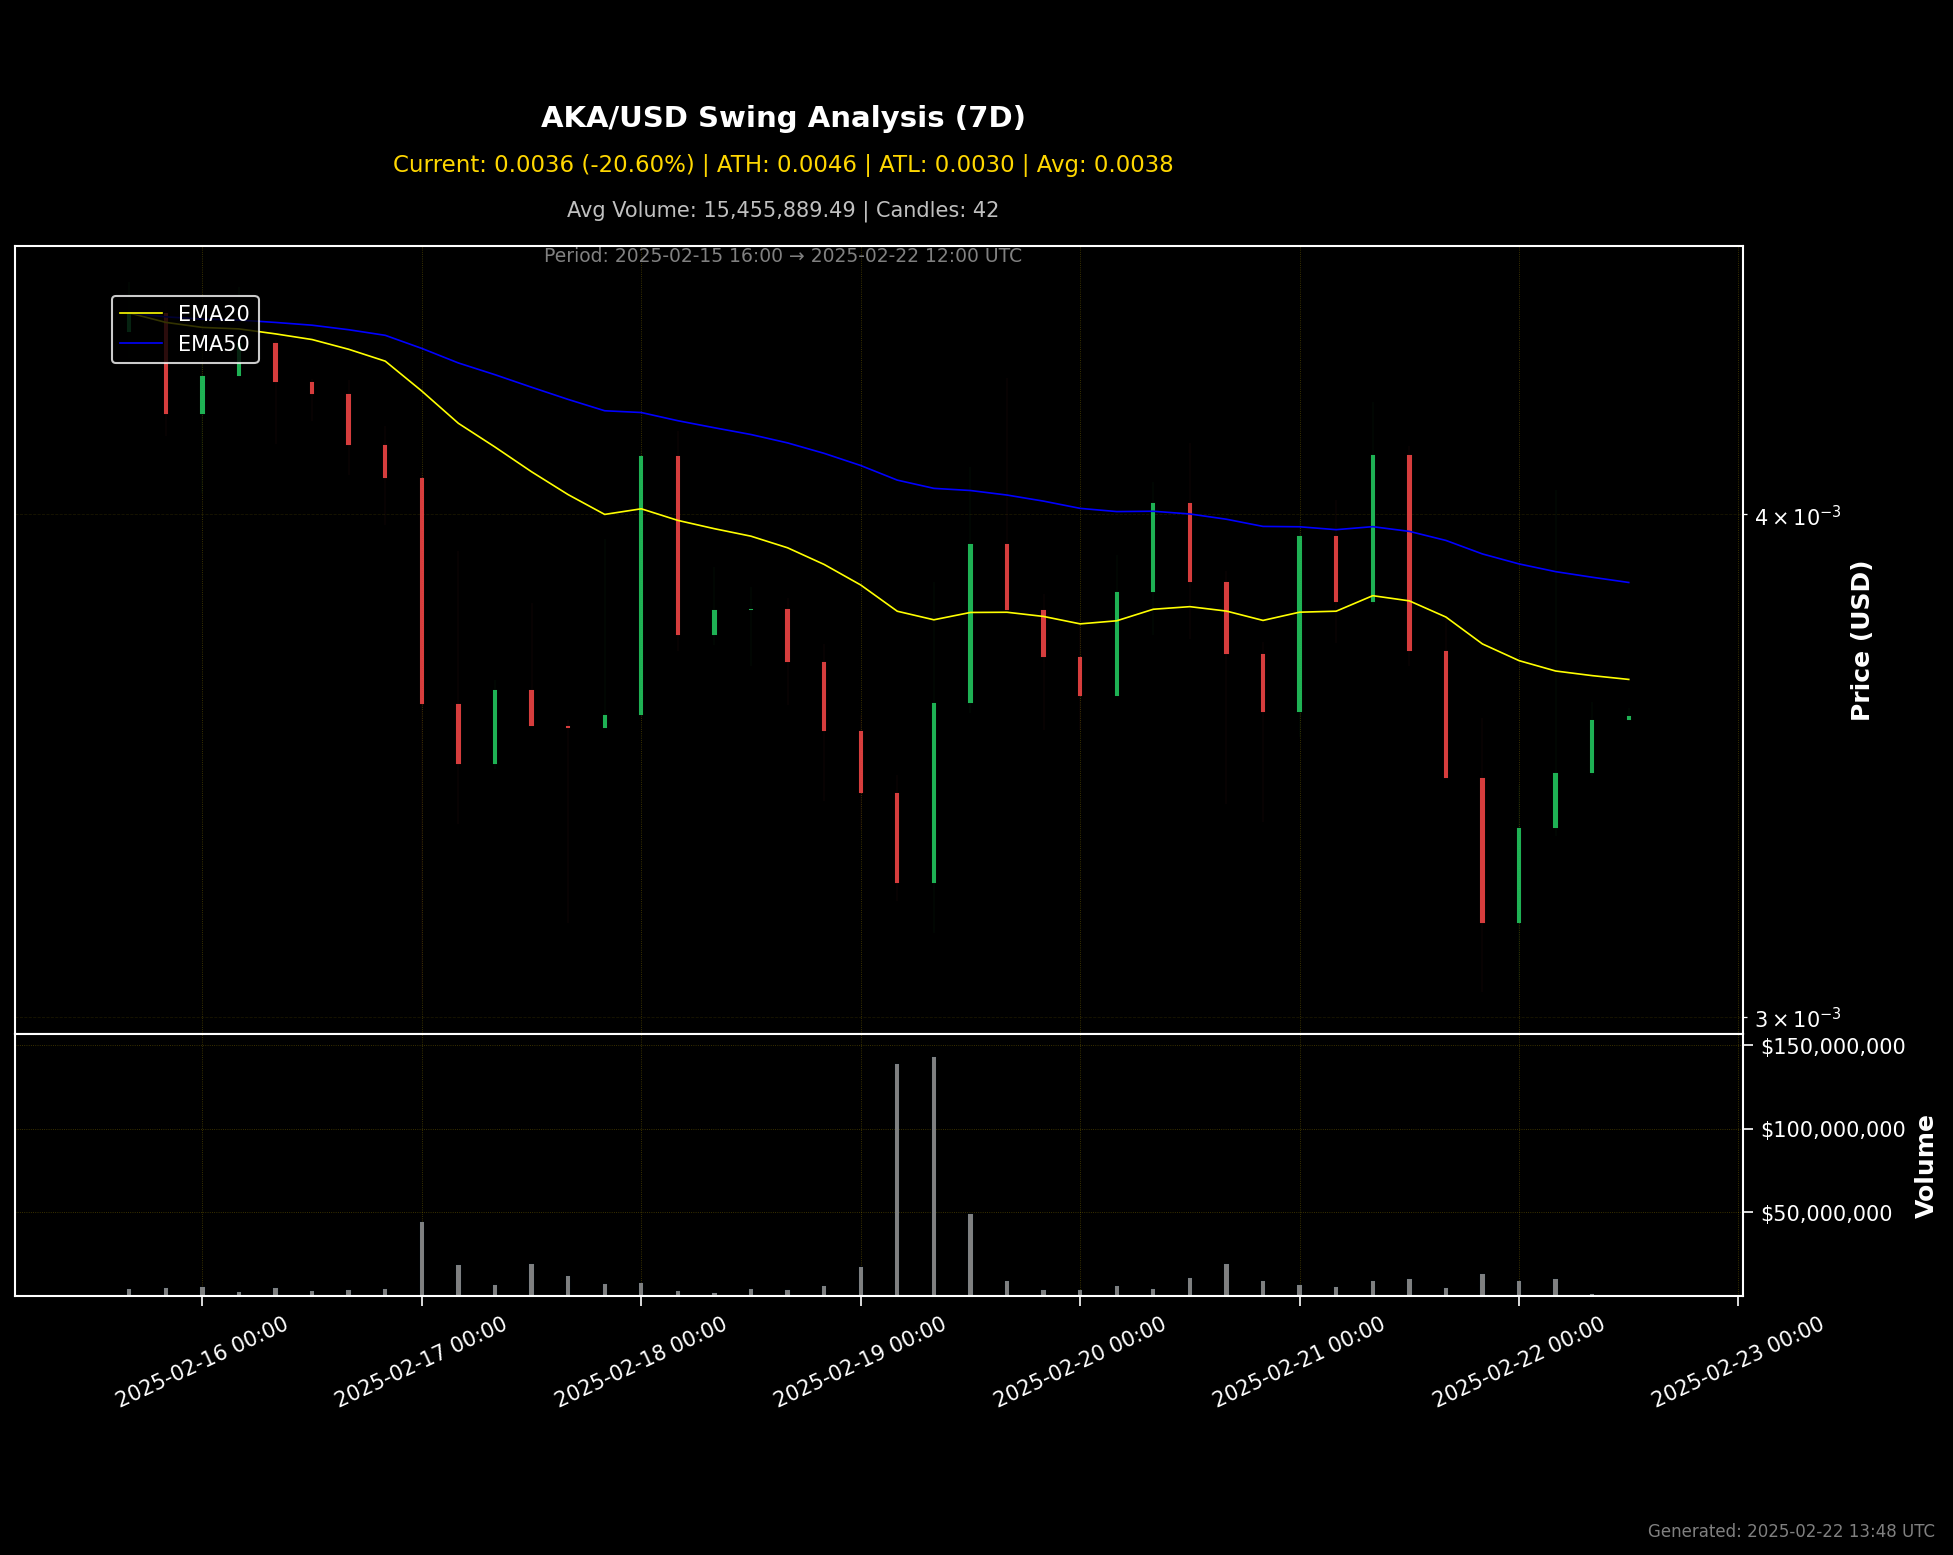 AKA/USD Swing Analysis (7D)
Current: 0.0036 (-20.60%) | ATH: 0.0046 | ATL: 0.0030 | Avg: 0.0038
Avg Volume: 15,455,889.49 | Candles: 42
Period: 2025-02-15 16:00 → 2025-02-22 12:00 UTC
EMA20
EMA50
4 × 10⁻³
3 × 10⁻³
Price (USD)
$150,000,000
$100,000,000
$50,000,000
Volume
2025-02-16 00:00
2025-02-17 00:00
2025-02-18 00:00
2025-02-19 00:00
2025-02-20 00:00
2025-02-21 00:00
2025-02-22 00:00
2025-02-23 00:00
Generated: 2025-02-22 13:48 UTC